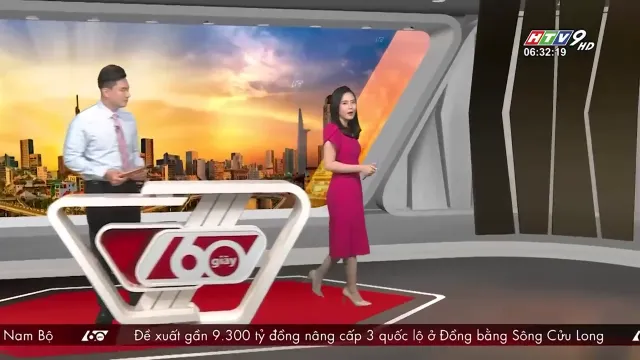 HTV9 HD
06:32:19
60 giây
Nam Bộ 60 Đề xuất gần 9.300 tỷ đồng nâng cấp 3 quốc lộ ở Đồng bằng Sông Cửu Long